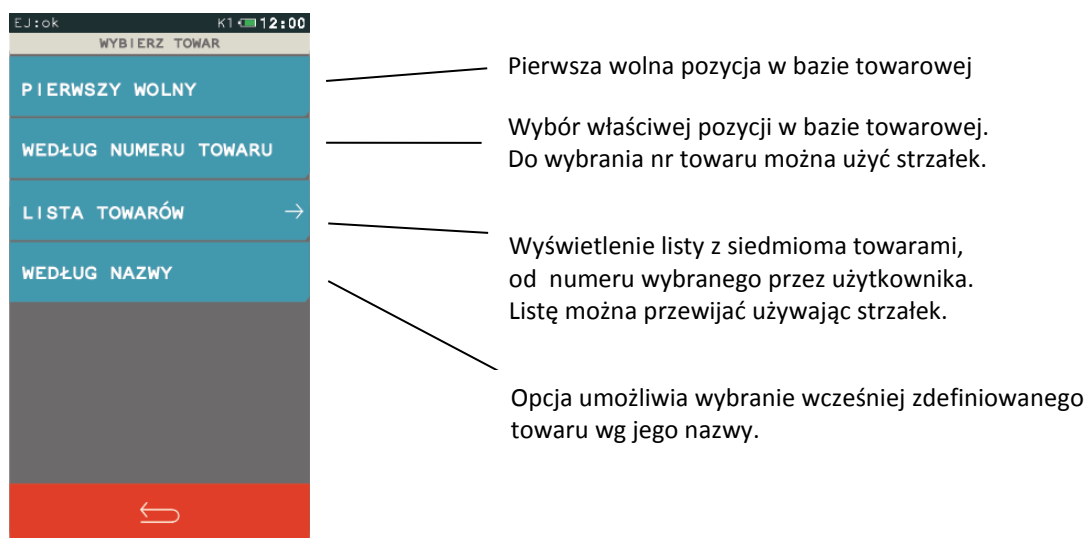 EJ:ok K1 12:00
WYBIERZ TOWAR
PIERWSZY WOLNY
WEDŁUG NUMERU TOWARU
LISTA TOWARÓW →
WEDŁUG NAZWY
Pierwsza wolna pozycja w bazie towarowej
Wybór właściwej pozycji w bazie towarowej.
Do wybrania nr towaru można użyć strzałek.
Wyświetlenie listy z siedmioma towarami,
od numeru wybranego przez użytkownika.
Listę można przewijać używając strzałek.
Opcja umożliwia wybranie wcześniej zdefiniowanego
towaru wg jego nazwy.